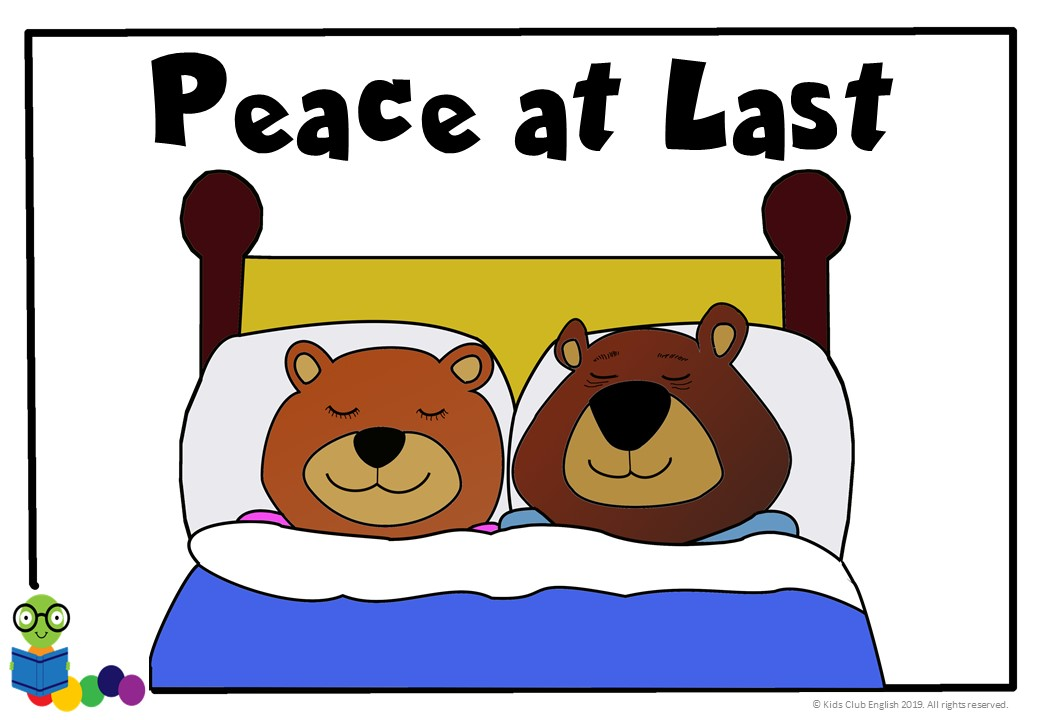 Peace at Last
© Kids Club English 2019. All rights reserved.